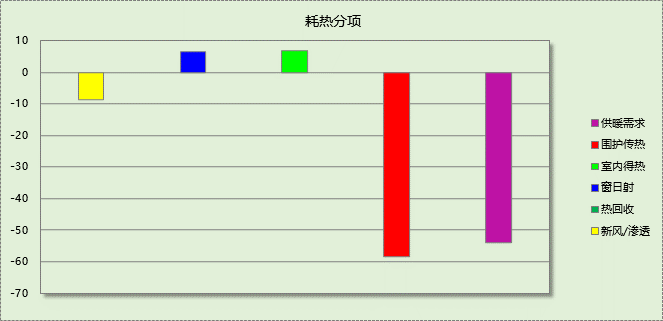 耗热分项
10
0
-10
-20
-30
-40
-50
-60
-70
供暖需求
围护传热
室内得热
窗日射
热回收
新风/渗透